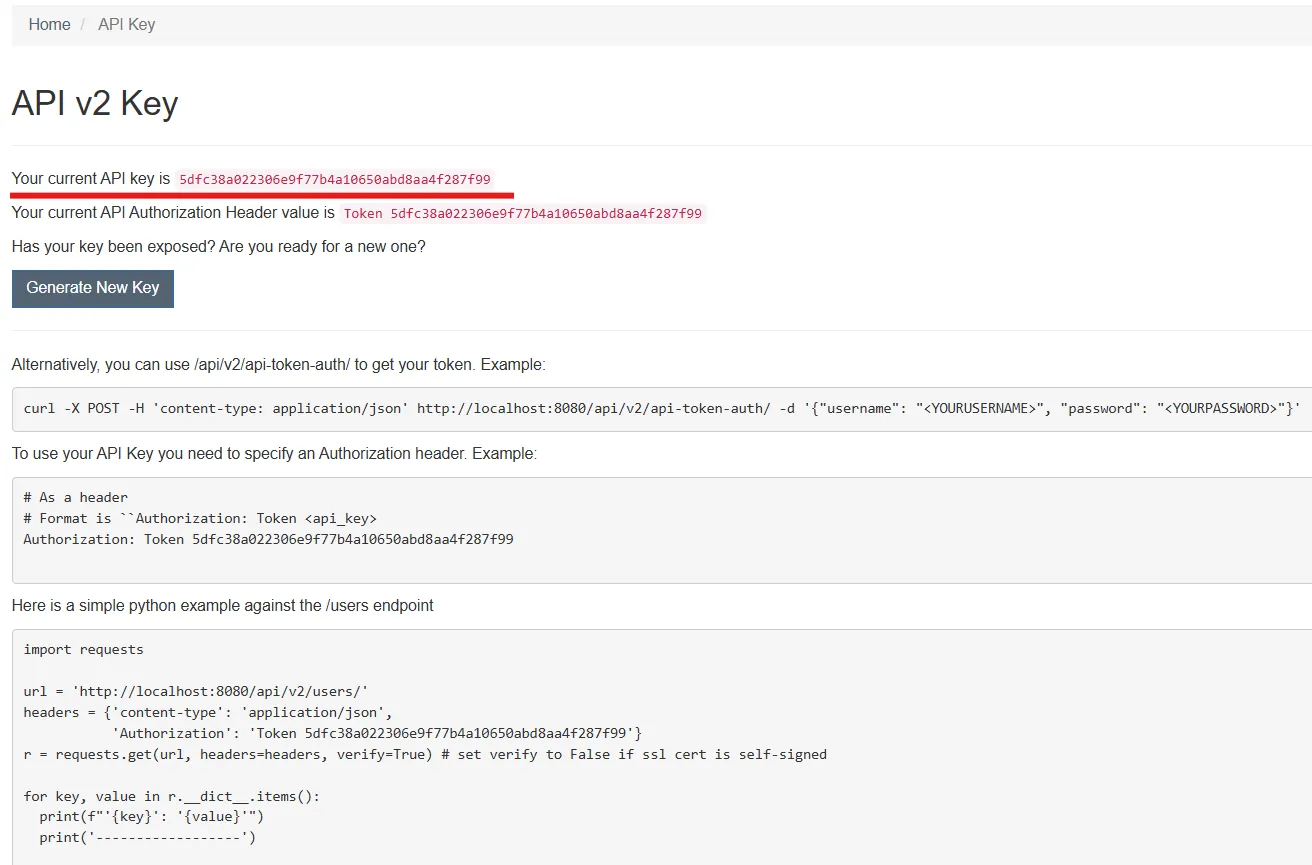 Home / API Key
API v2 Key
Your current API key is 5dfc38a022306e9f77b4a10650abd8aa4f287f99
Your current API Authorization Header value is Token 5dfc38a022306e9f77b4a10650abd8aa4f287f99
Has your key been exposed? Are you ready for a new one?
Generate New Key
Alternatively, you can use /api/v2/api-token-auth/ to get your token. Example:
curl -X POST -H 'content-type: application/json' http://localhost:8080/api/v2/api-token-auth/ -d '{"username": "<YOURUSERNAME>", "password": "<YOURPASSWORD>"}'
To use your API Key you need to specify an Authorization header. Example:
# As a header
# Format is ``Authorization: Token <api_key>
Authorization: Token 5dfc38a022306e9f77b4a10650abd8aa4f287f99
Here is a simple python example against the /users endpoint
import requests
url = 'http://localhost:8080/api/v2/users/'
headers = {'content-type': 'application/json',
'Authorization': 'Token 5dfc38a022306e9f77b4a10650abd8aa4f287f99'}
r = requests.get(url, headers=headers, verify=True) # set verify to False if ssl cert is self-signed
for key, value in r.__dict__.items():
print(f"'{key}': '{value}'")
print('------------------')